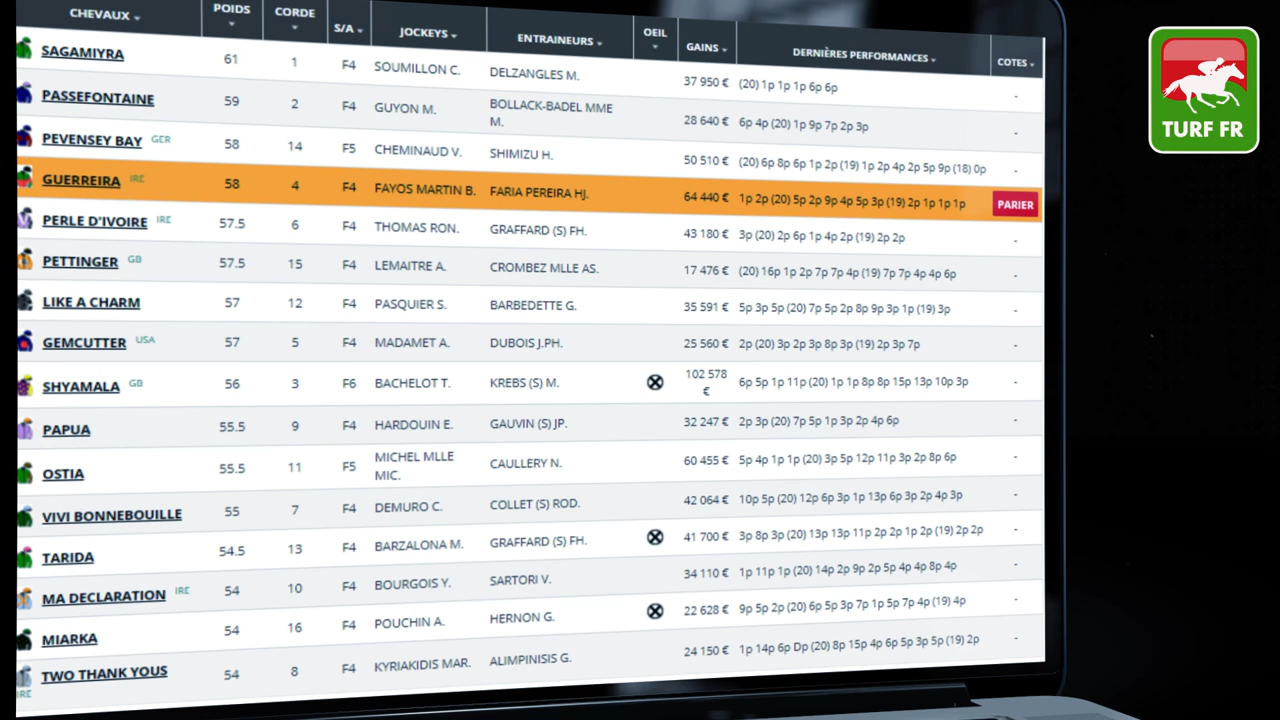 CHEVAUX POIDS CORDE S/A JOCKEYS ENTRAINEURS OEIL GAINS DERNIÈRES PERFORMANCES COTES
SAGAMIYRA 61 1 F4 SOUMILLON C. DELZANGLES M. 37 950 € (20) 1p 1p 1p 6p 6p -
PASSEFONTAINE 59 2 F4 GUYON M. BOLLACK-BADEL MME M. 28 640 € 6p 4p (20) 1p 9p 7p 2p 3p -
PEVENSEY BAY GER 58 14 F5 CHEMINAUD V. SHIMIZU H. 50 510 € (20) 6p 8p 6p 1p 2p (19) 1p 2p 4p 2p 5p 9p (18) 0p -
GUERREIRA IRE 58 4 F4 FAYOS MARTIN B. FARIA PEREIRA HJ. 64 440 € 1p 2p (20) 5p 2p 9p 4p 5p 3p (19) 2p 1p 1p 1p PARIER
PERLE D'IVOIRE IRE 57.5 6 F4 THOMAS RON. GRAFFARD (S) FH. 43 180 € 3p (20) 2p 6p 1p 4p 2p (19) 2p 2p -
PETTINGER GB 57.5 15 F4 LEMAITRE A. CROMBEZ MLLE AS. 17 476 € (20) 16p 1p 2p 7p 7p 4p (19) 7p 7p 4p 4p 6p -
LIKE A CHARM 57 12 F4 PASQUIER S. BARBEDETTE G. 35 591 € 5p 3p 5p (20) 7p 5p 2p 8p 9p 3p 1p (19) 3p -
GEMCUTTER USA 57 5 F4 MADAMET A. DUBOIS J.PH. 25 560 € 2p (20) 3p 2p 3p 8p 3p (19) 2p 3p 7p -
SHYAMALA GB 56 3 F6 BACHELOT T. KREBS (S) M. 102 578 € 6p 5p 1p 11p (20) 1p 1p 8p 8p 15p 13p 10p 3p -
PAPUA 55.5 9 F4 HARDOUIN E. GAUVIN (S) JP. 32 247 € 2p 3p (20) 7p 5p 1p 3p 2p 4p 6p -
OSTIA 55.5 11 F5 MICHEL MLLE MIC. CAULLERY N. 60 455 € 5p 4p 1p 1p (20) 3p 5p 12p 11p 3p 2p 8p 6p -
VIVI BONNEBOUILLE 55 7 F4 DEMURO C. COLLET (S) ROD. 42 064 € 10p 5p (20) 12p 6p 3p 1p 13p 6p 3p 2p 4p 3p -
TARIDA 54.5 13 F4 BARZALONA M. GRAFFARD (S) FH. 41 700 € 3p 8p 3p (20) 13p 13p 11p 2p 2p 1p 2p (19) 2p 2p -
MA DECLARATION IRE 54 10 F4 BOURGOIS Y. SARTORI V. 34 110 € 1p 11p 1p (20) 14p 2p 9p 2p 5p 4p 4p 8p 4p -
MIARKA 54 16 F4 POUCHIN A. HERNON G. 22 628 € 9p 5p 2p (20) 6p 5p 3p 7p 1p 5p 7p 4p (19) 4p -
TWO THANK YOUS IRE 54 8 F4 KYRIAKIDIS MAR. ALIMPINISIS G. 24 150 € 1p 14p 6p Dp (20) 8p 15p 4p 6p 5p 3p 5p (19) 2p -
TURF FR